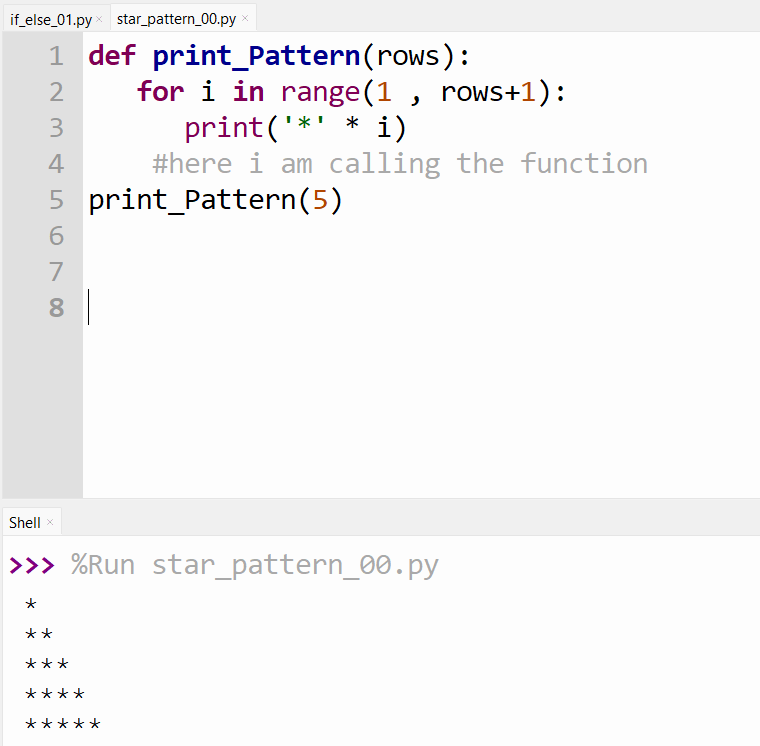 if_else_01.py × star_pattern_00.py ×
1 def print_Pattern(rows):
2    for i in range(1 , rows+1):
3       print('*' * i)
4     #here i am calling the function
5 print_Pattern(5)
6
7
8
Shell ×
>>> %Run star_pattern_00.py
*
**
***
****
*****